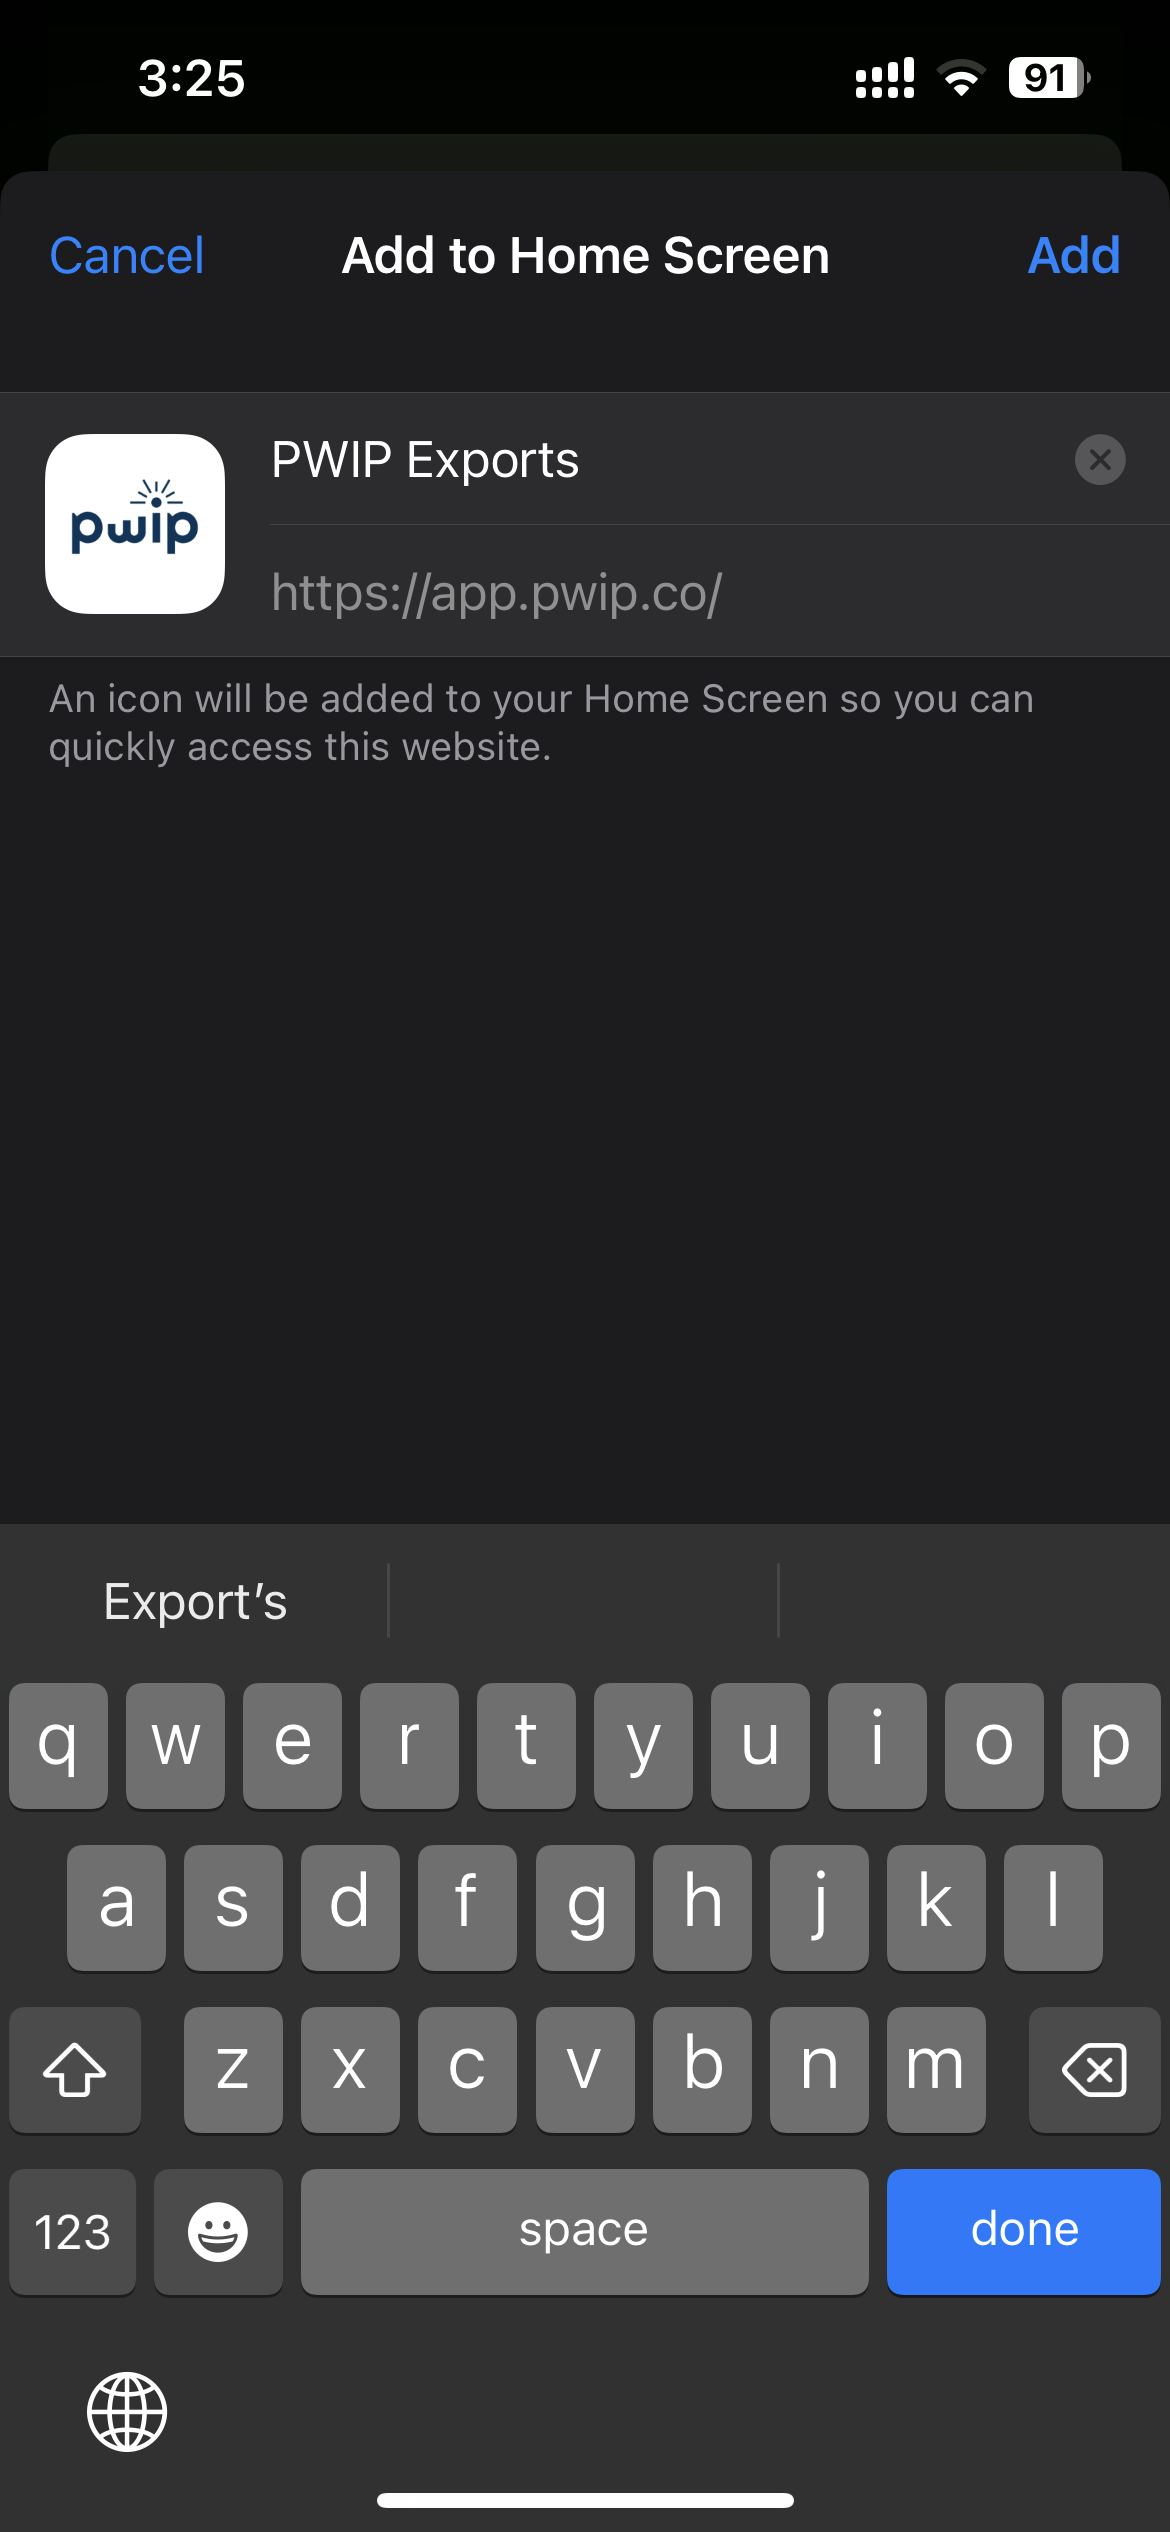 3:25
91
Cancel
Add to Home Screen
Add
pwip
PWIP Exports
https://app.pwip.co/
An icon will be added to your Home Screen so you can
quickly access this website.
Export’s
q w e r t y u i o p
a s d f g h j k l
z x c v b n m
123
space
done